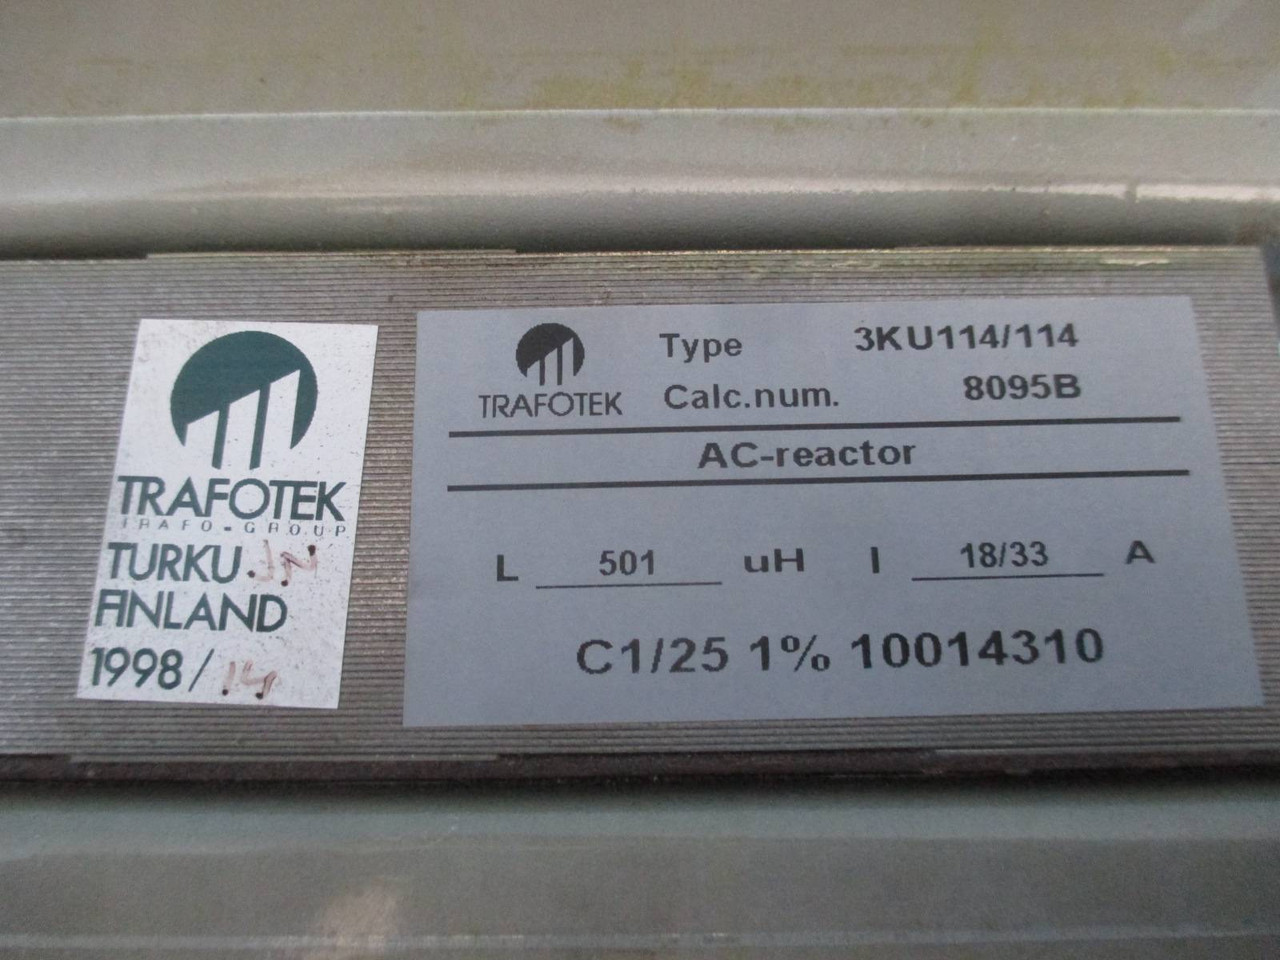 TRAFOTEK
TRAFO-GROUP
TURKU JN
FINLAND
1998/
TRAFOTEK
Type 3KU114/114
Calc.num. 8095B
AC-reactor
L 501 uH I 18/33 A
C1/25 1% 10014310